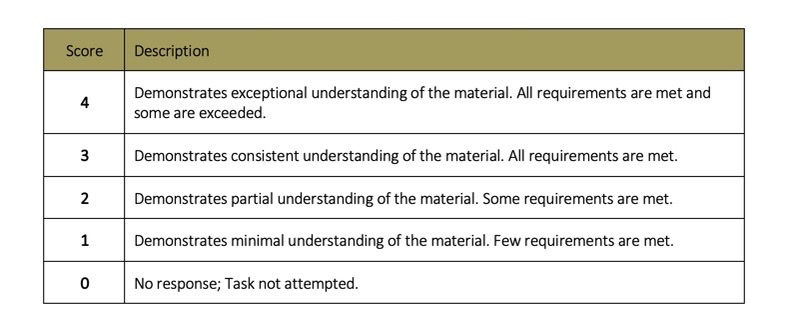 Score Description
4 Demonstrates exceptional understanding of the material. All requirements are met and
some are exceeded.
3 Demonstrates consistent understanding of the material. All requirements are met.
2 Demonstrates partial understanding of the material. Some requirements are met.
1 Demonstrates minimal understanding of the material. Few requirements are met.
0 No response; Task not attempted.